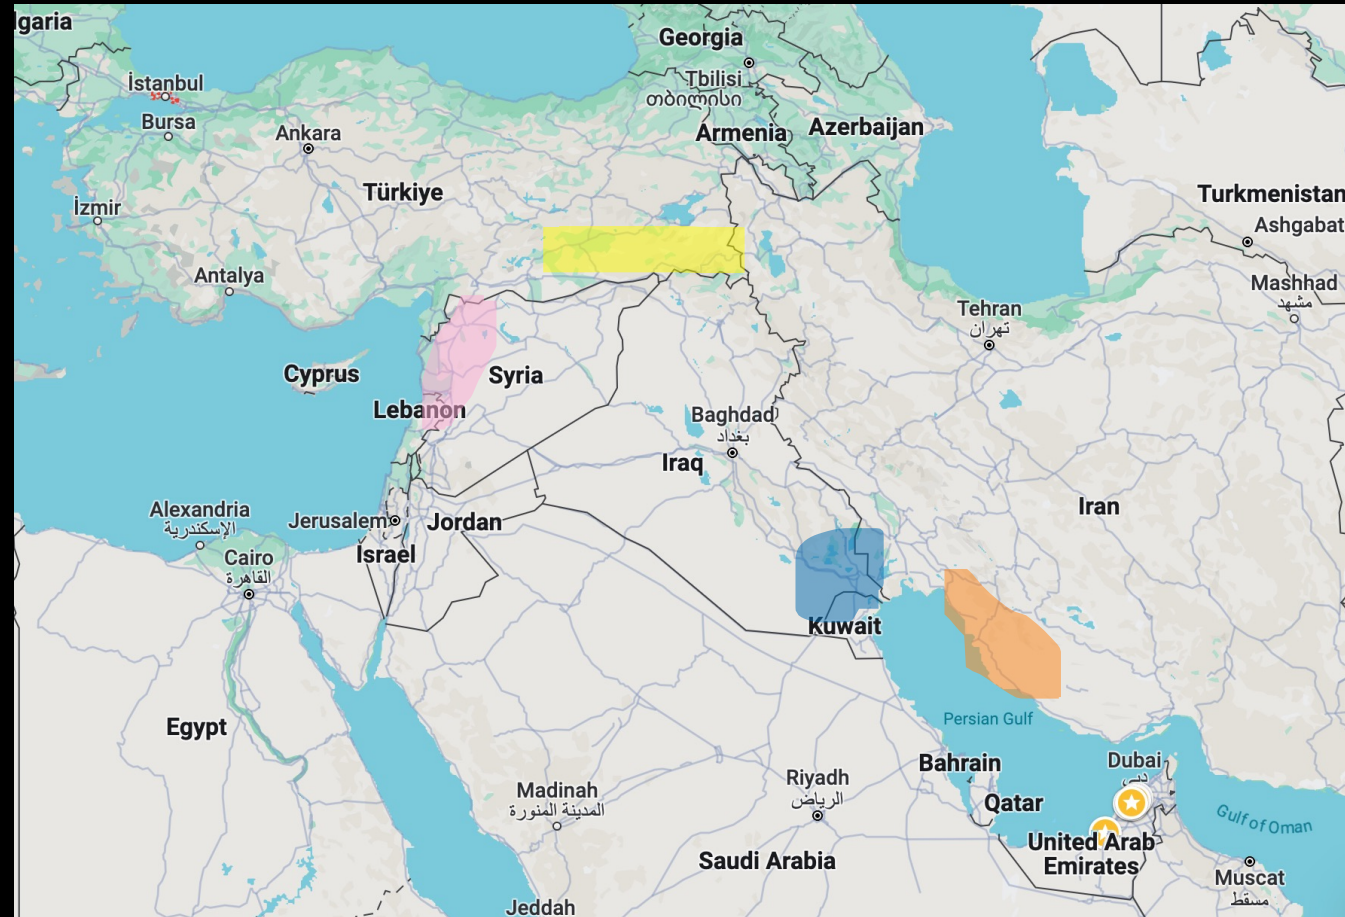 lgaria
Georgia
Tbilisi
თბილისი
İstanbul
Bursa
Ankara
Armenia
Azerbaijan
Türkiye
Turkmenistan
Ashgabat
İzmir
Antalya
Mashhad
مشهد
Tehran
تهران
Cyprus
Syria
Lebanon
Baghdad
بغداد
Iraq
Iran
Alexandria
الإسكندرية
Jerusalem
Jordan
Israel
Cairo
القاهرة
Kuwait
Egypt
Persian Gulf
Bahrain
Dubai
دبي
Madinah
المدينة المنورة
Riyadh
الرياض
Qatar
Gulf of Oman
United Arab
Emirates
Saudi Arabia
Muscat
مسقط
Jeddah